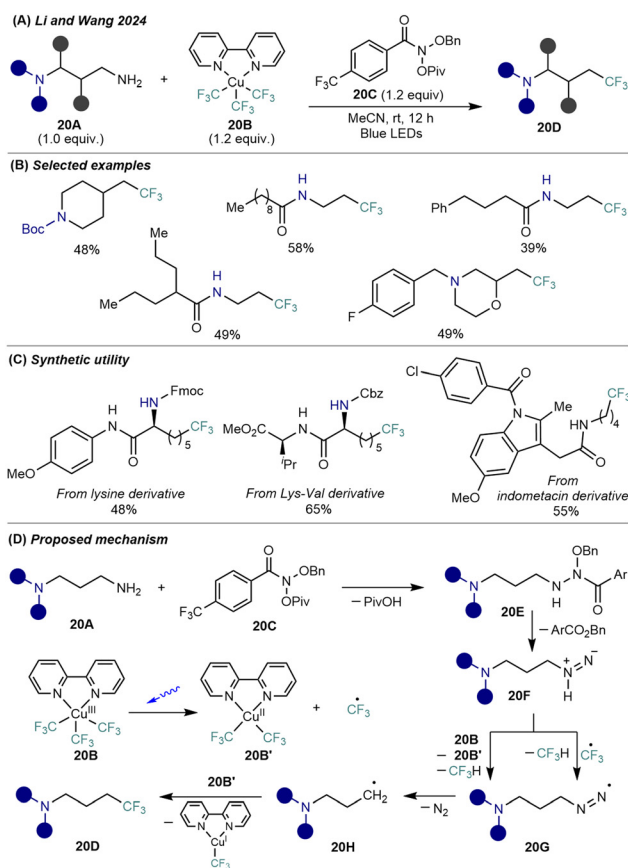 (A) Li and Wang 2024
N
NH2
20A
(1.0 equiv.)
+
N N
Cu
F3C CF3
CF3
20B
(1.2 equiv.)
O
N OBn
OPiv
F3C
20C (1.2 equiv)
MeCN, rt, 12 h
Blue LEDs
N
CF3
20D
(B) Selected examples
CF3
N
Boc
48%
Me ( )8
O
H
N
CF3
58%
Ph
O
H
N
CF3
39%
Me
Me
O
H
N
CF3
49%
F
N
O
CF3
49%
(C) Synthetic utility
MeO
H
N
O
HN Fmoc
( )5 CF3
From lysine derivative
48%
MeO2C
iPr
H
N
O
HN Cbz
( )5 CF3
From Lys-Val derivative
65%
Cl
O
N
Me
MeO
O
HN ( )4
CF3
From
indometacin derivative
55%
(D) Proposed mechanism
N
NH2
20A
+
O
N OBn
OPiv
F3C
20C
– PivOH
N
N
H
OBn
N Ar
O
20E
– ArCO2Bn
N
N+
H
N–
20F
N N
CuIII
F3C CF3
CF3
20B
N N
CuII
F3C CF3
20B'
+
•CF3
20B
– 20B'
– CF3H
– CF3H
•CF3
N
N
N•
20G
– N2
N
•CH2
20H
20B'
–
N N
CuI
CF3
N
CF3
20D